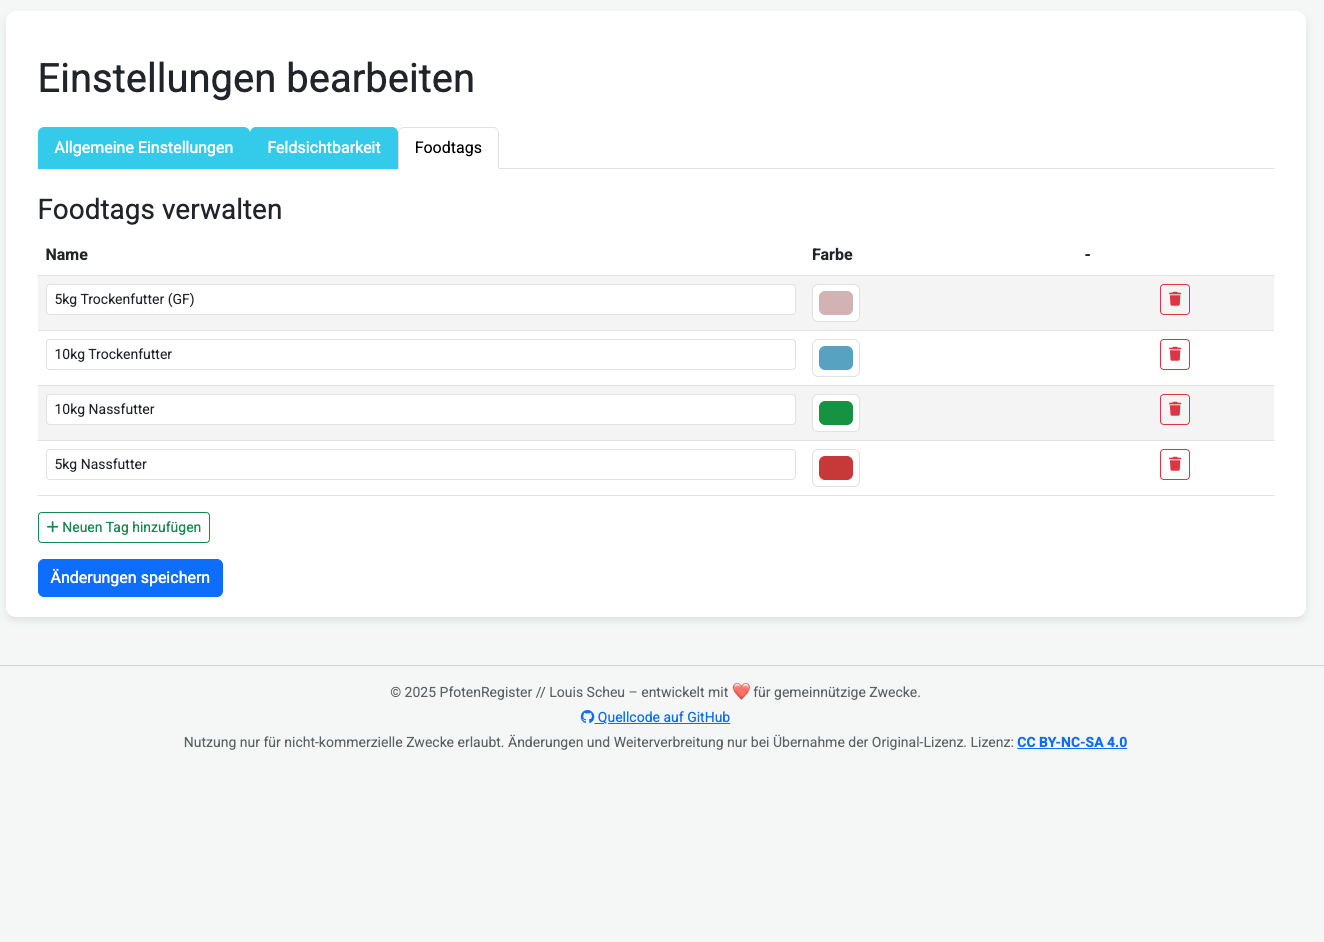 Einstellungen bearbeiten
Allgemeine Einstellungen Feldsichtbarkeit Foodtags
Foodtags verwalten
Name Farbe -
5kg Trockenfutter (GF)
10kg Trockenfutter
10kg Nassfutter
5kg Nassfutter
+ Neuen Tag hinzufügen
Änderungen speichern
© 2025 PfotenRegister // Louis Scheu – entwickelt mit ❤️ für gemeinnützige Zwecke.
Quellcode auf GitHub
Nutzung nur für nicht-kommerzielle Zwecke erlaubt. Änderungen und Weiterverbreitung nur bei Übernahme der Original-Lizenz. Lizenz: CC BY-NC-SA 4.0